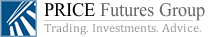 PRICE Futures Group
Trading. Investments. Advice.